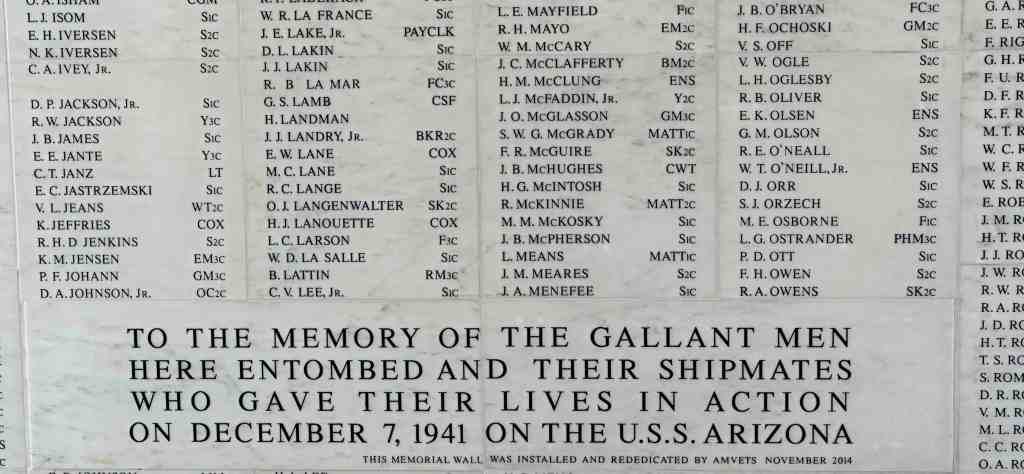 L. J. ISOM S1C
E. H. IVERSEN S2C
N. K. IVERSEN S2C
C. A. IVEY, JR. S2C
D. P. JACKSON, JR. S1C
R. W. JACKSON Y3C
J. B. JAMES S1C
E. E. JANTE Y3C
C. T. JANZ LT
E. C. JASTRZEMSKI S1C
V. L. JEANS WT2C
K. JEFFRIES COX
R. H. D JENKINS S2C
K. M. JENSEN EM3C
P. F. JOHANN GM3C
D. A. JOHNSON, JR. OC2C
W. R. LA FRANCE S1C
J. E. LAKE, JR. PAYCLK
D. L. LAKIN S1C
J. J. LAKIN S1C
R. B LA MAR FC3C
G. S. LAMB CSF
H. LANDMAN
J. J. LANDRY, JR. BKR2C
E. W. LANE COX
M. C. LANE S1C
R. C. LANGE S1C
O. J. LANGENWALTER SK2C
H. J. LANOUETTE COX
L. C. LARSON F3C
W. D. LA SALLE S1C
B. LATTIN RM3C
C. V. LEE, JR. S1C
L. E. MAYFIELD F1C
R. H. MAYO EM2C
W. M. MCCARY S2C
J. C. MCCLAFFERTY BM2C
H. M. MCCLUNG ENS
L. J. MCFADDIN, JR. Y2C
J. O. MCGLASSON GM3C
S. W. G. MCGRADY MATT1C
F. R. MCGUIRE SK2C
J. B. MCHUGHES CWT
H. G. MCINTOSH S1C
R. MCKINNIE MATT2C
M. M. MCKOSKY S1C
J. B. MCPHERSON S1C
L. MEANS MATT1C
J. M. MEARES S2C
J. A. MENEFEE S1C
J. B. O'BRYAN FC3C
H. F. OCHOSKI GM2C
V. S. OFF S1C
V. W. OGLE S2C
L. H. OGLESBY S2C
R. B. OLIVER S1C
E. K. OLSEN ENS
G. M. OLSON S2C
R. E. O'NEALL S1C
W. T. O'NEILL, JR. ENS
D. J. ORR S1C
S. J. ORZECH S2C
M. E. OSBORNE F1C
L. G. OSTRANDER PHM3C
P. D. OTT S1C
F. H. OWEN S2C
R. A. OWENS SK2C
TO THE MEMORY OF THE GALLANT MEN
HERE ENTOMBED AND THEIR SHIPMATES
WHO GAVE THEIR LIVES IN ACTION
ON DECEMBER 7, 1941 ON THE U.S.S. ARIZONA
THIS MEMORIAL WALL WAS INSTALLED AND REDEDICATED BY AMVETS NOVEMBER 2014